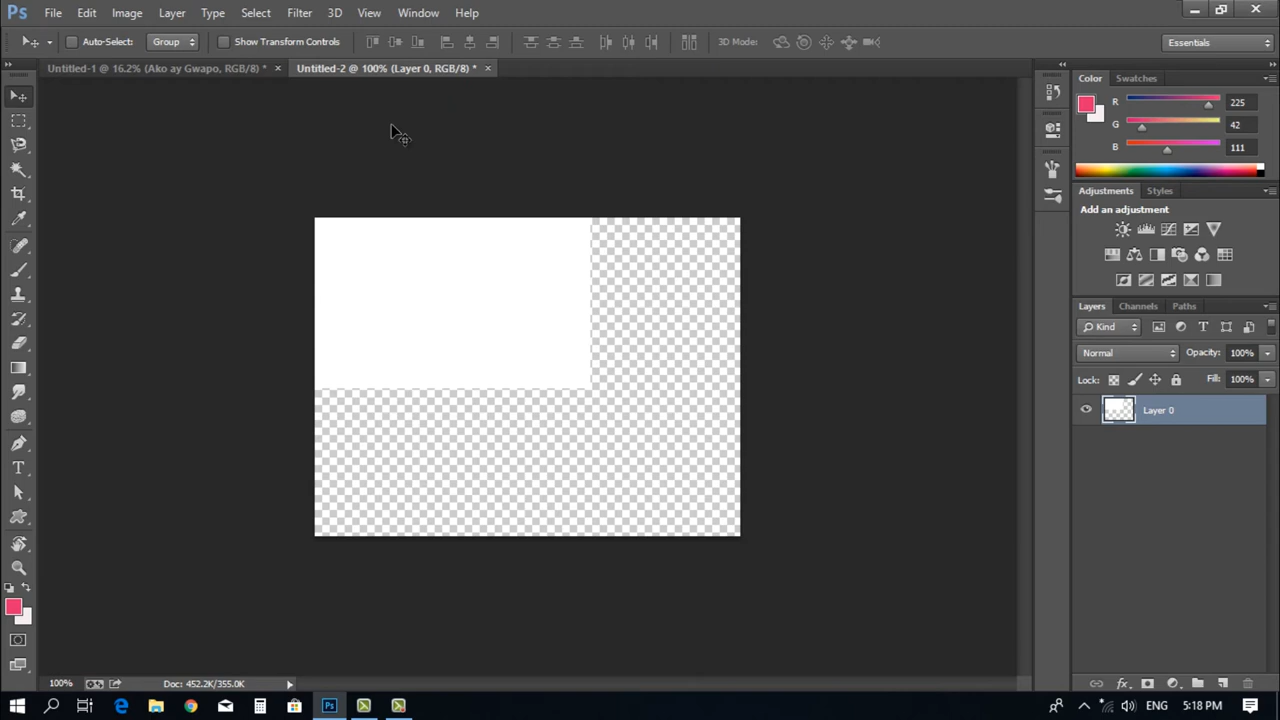 Ps File Edit Image Layer Type Select Filter 3D View Window Help
Auto-Select: Group Show Transform Controls 3D Mode: Essentials
Untitled-1 @ 16.2% (Ako ay Gwapo, RGB/8) * × Untitled-2 @ 100% (Layer 0, RGB/8) * ×
Color Swatches
R 225
G 42
B 111
Adjustments Styles
Add an adjustment
Layers Channels Paths
Kind
Normal Opacity: 100%
Lock: Fill: 100%
Layer 0
100% Doc: 452.2K/355.0K
Ps ENG 5:18 PM